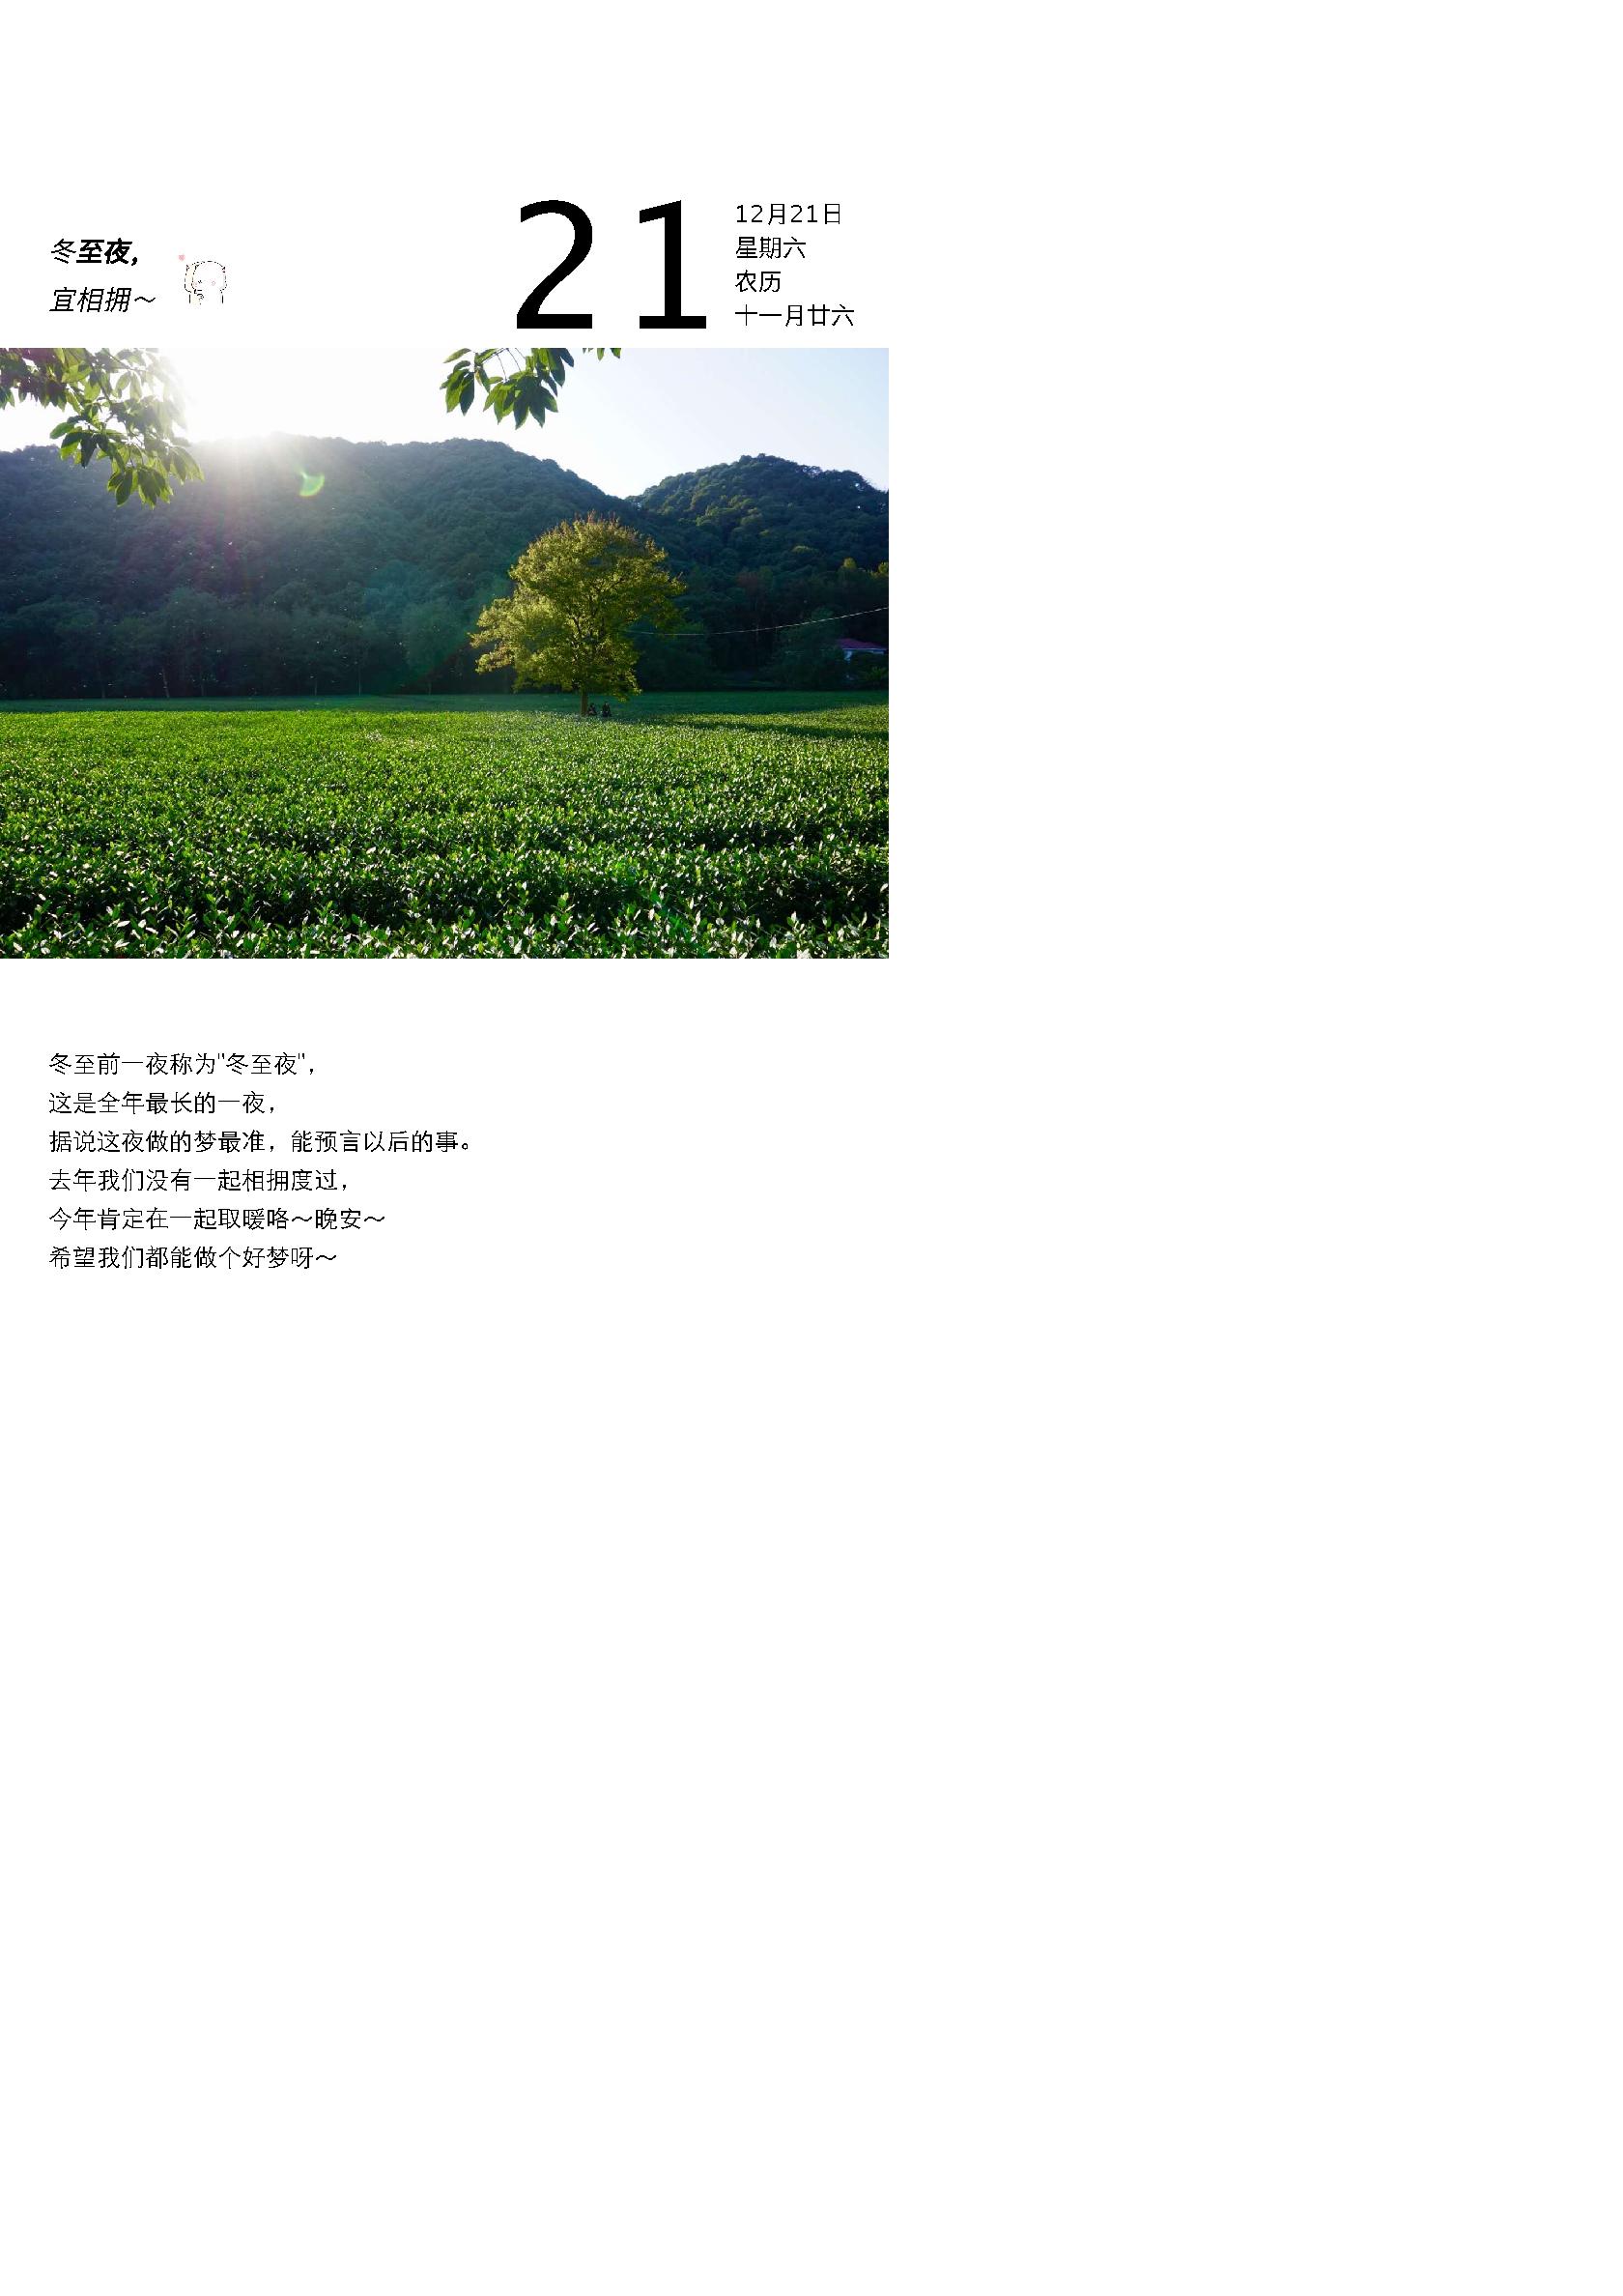 冬至夜,
宜相拥～
21
12月21日
星期六
农历
十一月廿六
冬至前一夜称为"冬至夜"，
这是全年最长的一夜，
据说这夜做的梦最准，能预言以后的事。
去年我们没有一起相拥度过，
今年肯定在一起取暖咯～晚安～
希望我们都能做个好梦呀～